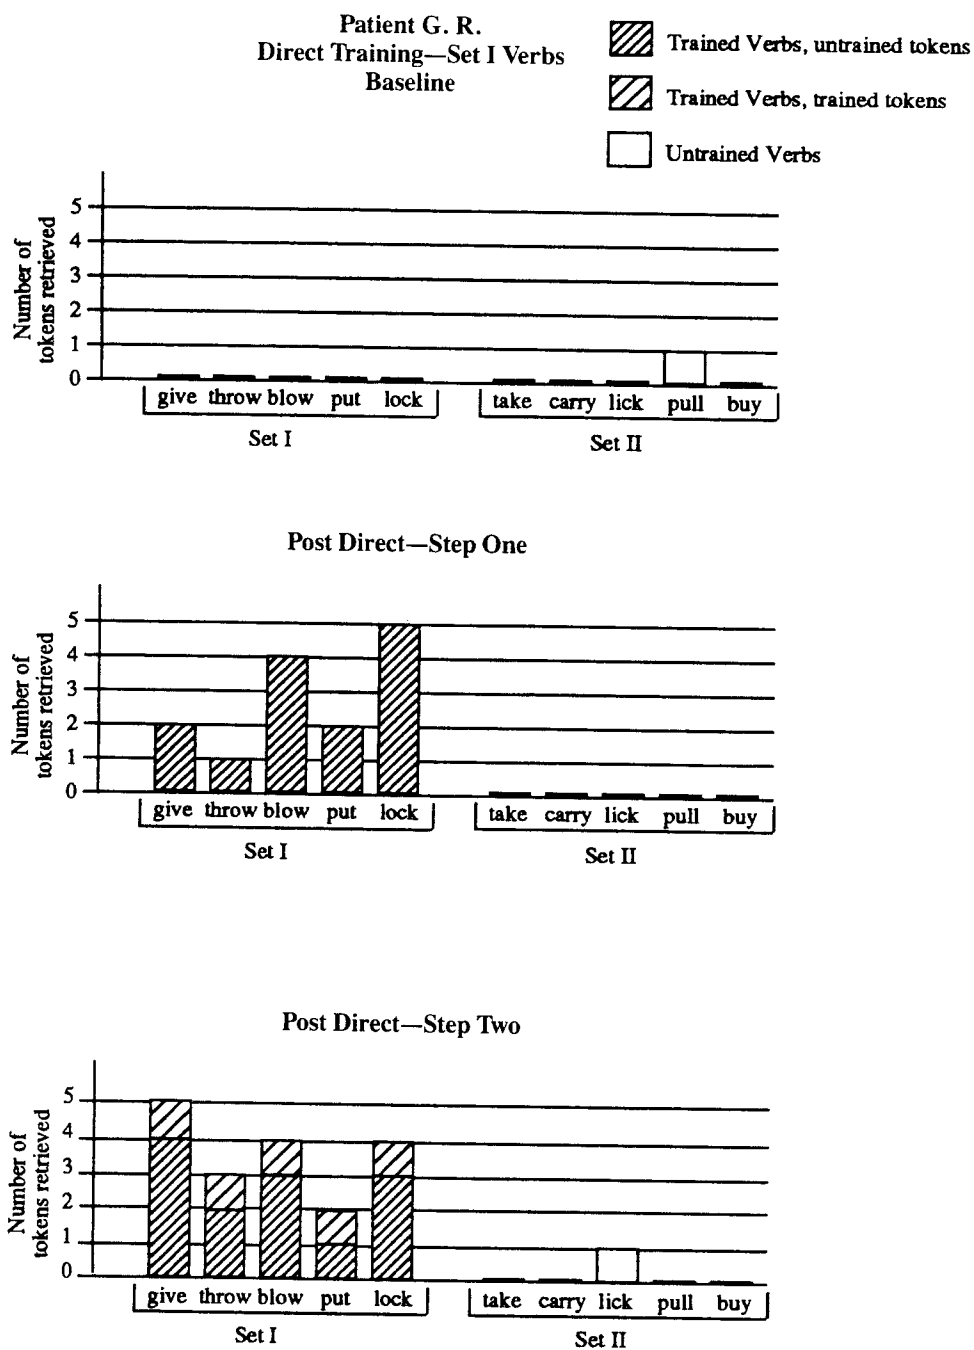 Patient G. R.
Direct Training—Set I Verbs
Baseline
Trained Verbs, untrained tokens
Trained Verbs, trained tokens
Untrained Verbs
Number of
tokens retrieved
5
4
3
2
1
0
give throw blow put lock
take carry lick pull buy
Set I
Set II
Post Direct—Step One
Number of
tokens retrieved
5
4
3
2
1
0
give throw blow put lock
take carry lick pull buy
Set I
Set II
Post Direct—Step Two
Number of
tokens retrieved
5
4
3
2
1
0
give throw blow put lock
take carry lick pull buy
Set I
Set II